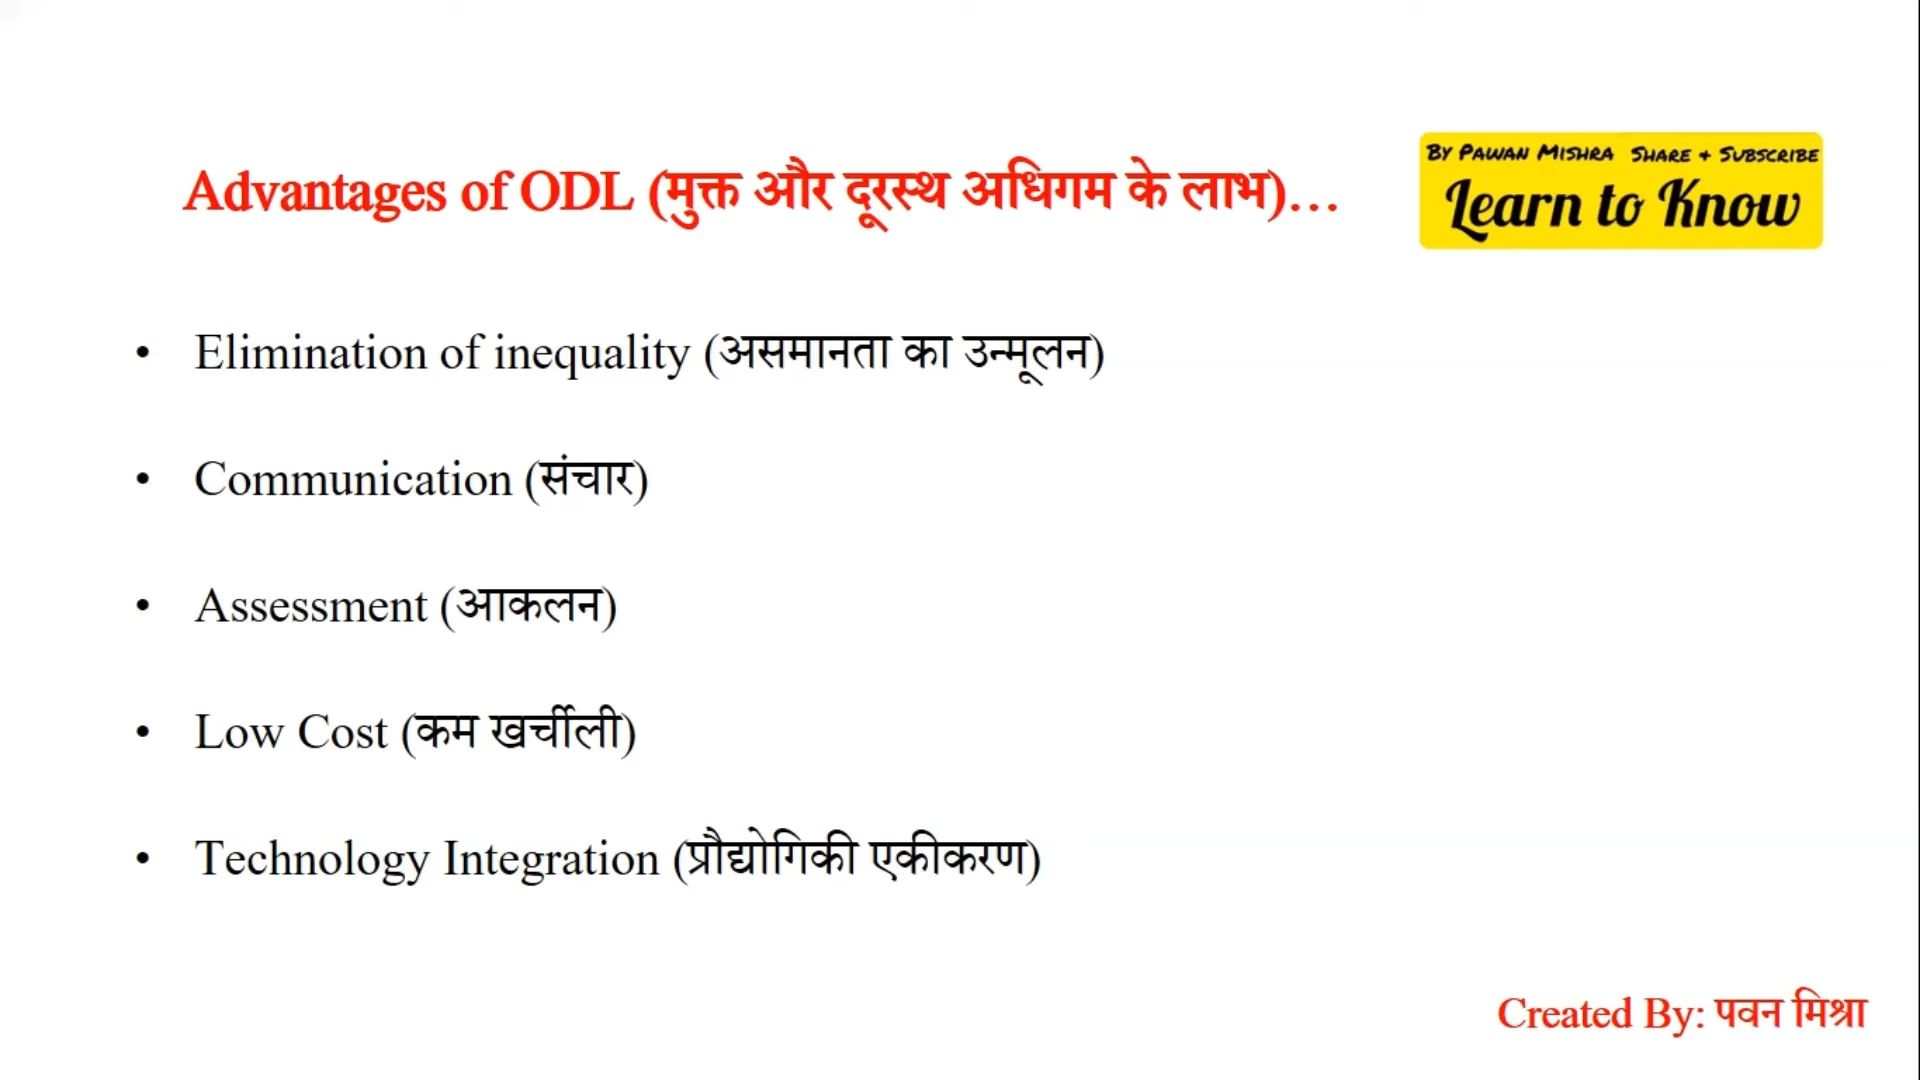 By Pawan Mishra Share + Subscribe
Learn to Know
Advantages of ODL (मुक्त और दूरस्थ अधिगम के लाभ)...
• Elimination of inequality (असमानता का उन्मूलन)
• Communication (संचार)
• Assessment (आकलन)
• Low Cost (कम खर्चीली)
• Technology Integration (प्रौद्योगिकी एकीकरण)
Created By: पवन मिश्रा